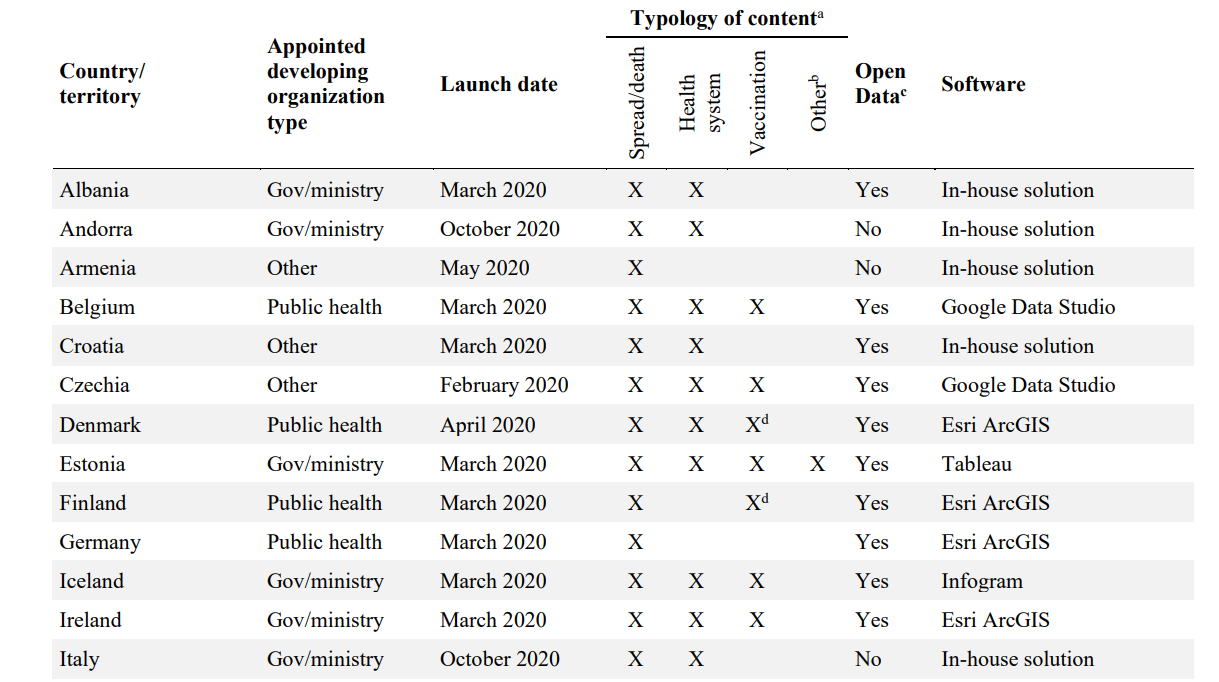 Typology of contentᵃ
Country/territory | Appointed developing organization type | Launch date | Spread/death | Health system | Vaccination | Otherᵇ | Open Dataᶜ | Software
Albania | Gov/ministry | March 2020 | X | X | | | Yes | In-house solution
Andorra | Gov/ministry | October 2020 | X | X | | | No | In-house solution
Armenia | Other | May 2020 | X | | | | No | In-house solution
Belgium | Public health | March 2020 | X | X | X | | Yes | Google Data Studio
Croatia | Other | March 2020 | X | X | | | Yes | In-house solution
Czechia | Other | February 2020 | X | X | X | | Yes | Google Data Studio
Denmark | Public health | April 2020 | X | X | Xᵈ | | Yes | Esri ArcGIS
Estonia | Gov/ministry | March 2020 | X | X | X | X | Yes | Tableau
Finland | Public health | March 2020 | X | | Xᵈ | | Yes | Esri ArcGIS
Germany | Public health | March 2020 | X | | | | Yes | Esri ArcGIS
Iceland | Gov/ministry | March 2020 | X | X | X | | Yes | Infogram
Ireland | Gov/ministry | March 2020 | X | X | X | | Yes | Esri ArcGIS
Italy | Gov/ministry | October 2020 | X | X | | | No | In-house solution